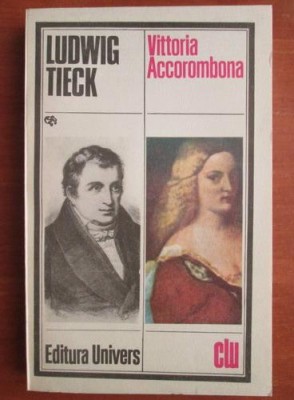 LUDWIG
TIECK
Vittoria
Accorombona
Editura Univers
clu